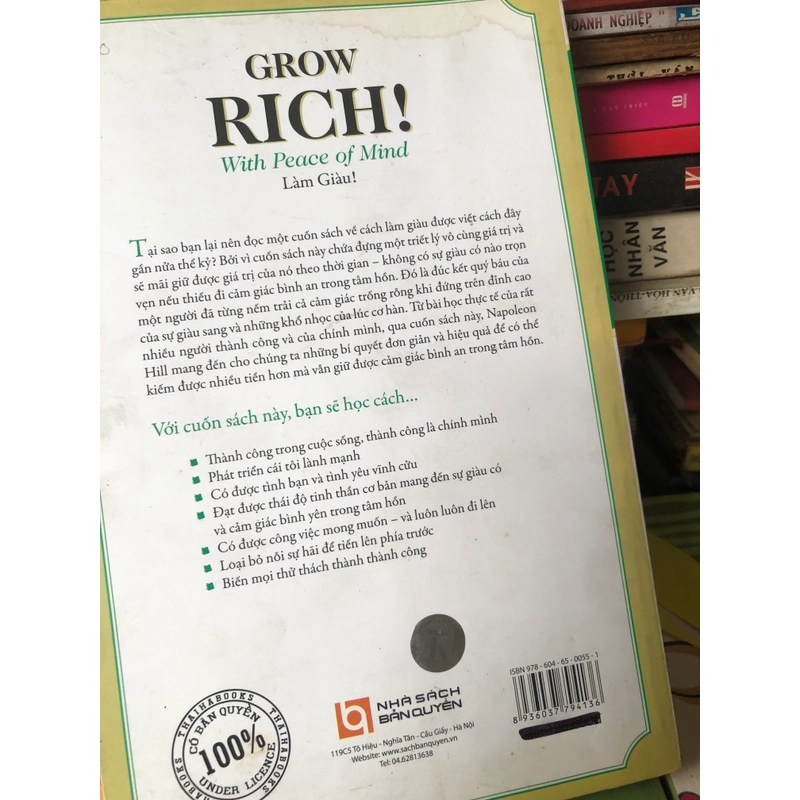 GROW
RICH!
With Peace of Mind
Làm Giàu!
Tại sao bạn lại nên đọc một cuốn sách về cách làm giàu được viết cách đây
gần nửa thế kỷ? Bởi vì cuốn sách này chứa đựng một triết lý vô cùng giá trị và
sẽ mãi giữ được giá trị của nó theo thời gian – không có sự giàu có nào trọn
vẹn nếu thiếu đi cảm giác bình an trong tâm hồn. Đó là đúc kết quý báu của
một người đã từng nếm trải cả cảm giác trống rỗng khi đứng trên đỉnh cao
của sự giàu sang và những khổ nhọc của lúc cơ hàn. Từ bài học thực tế của rất
nhiều người thành công và của chính mình, qua cuốn sách này, Napoleon
Hill mang đến cho chúng ta những bí quyết đơn giản và hiệu quả để có thể
kiếm được nhiều tiền hơn mà vẫn giữ được cảm giác bình an trong tâm hồn.
Với cuốn sách này, bạn sẽ học cách...
Thành công trong cuộc sống, thành công là chính mình
Phát triển cái tôi lành mạnh
Có được tình bạn và tình yêu vĩnh cửu
Đạt được thái độ tinh thần cơ bản mang đến sự giàu có
và cảm giác bình yên trong tâm hồn
Có được công việc mong muốn – và luôn luôn đi lên
Loại bỏ nỗi sợ hãi để tiến lên phía trước
Biến mọi thử thách thành thành công
THAIHABOOKS
CÓ BẢN QUYỀN
100%
UNDER LICENCE
THAIHABOOKS
NHÀ SÁCH
BẢN QUYỀN
119C5 Tô Hiệu - Nghĩa Tân - Cầu Giấy - Hà Nội
Website: www.sachbanquyen.vn
Tel: 04.62813638
ISBN 978 - 604 - 65 - 0055 - 1
8 936037 794136
DOANH NGHIỆP
TAY
HỌC
NHÂN
VĂN